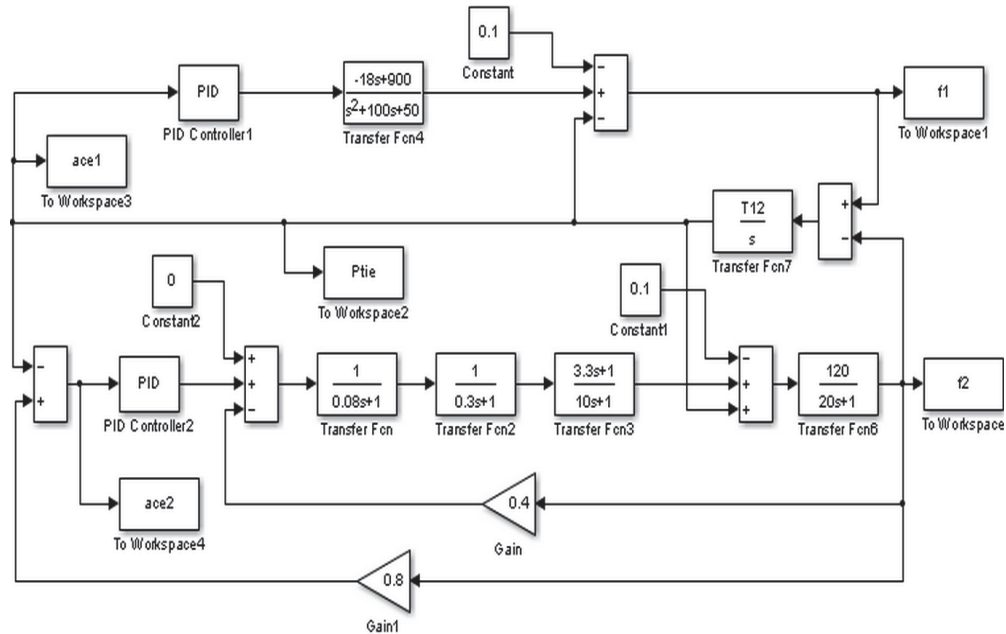 0.1
Constant
PID
PID Controller1
-18s+900
s2+100s+50
Transfer Fcn4
−
+
−
f1
To Workspace1
ace1
To Workspace3
T12
s
Transfer Fcn7
+
−
Ptie
To Workspace2
0
Constant2
0.1
Constant1
−
+
PID
PID Controller2
+
+
−
1
0.08s+1
Transfer Fcn
1
0.3s+1
Transfer Fcn2
3.3s+1
10s+1
Transfer Fcn3
−
+
+
120
20s+1
Transfer Fcn6
f2
To Workspace
ace2
To Workspace4
0.4
Gain
0.8
Gain1